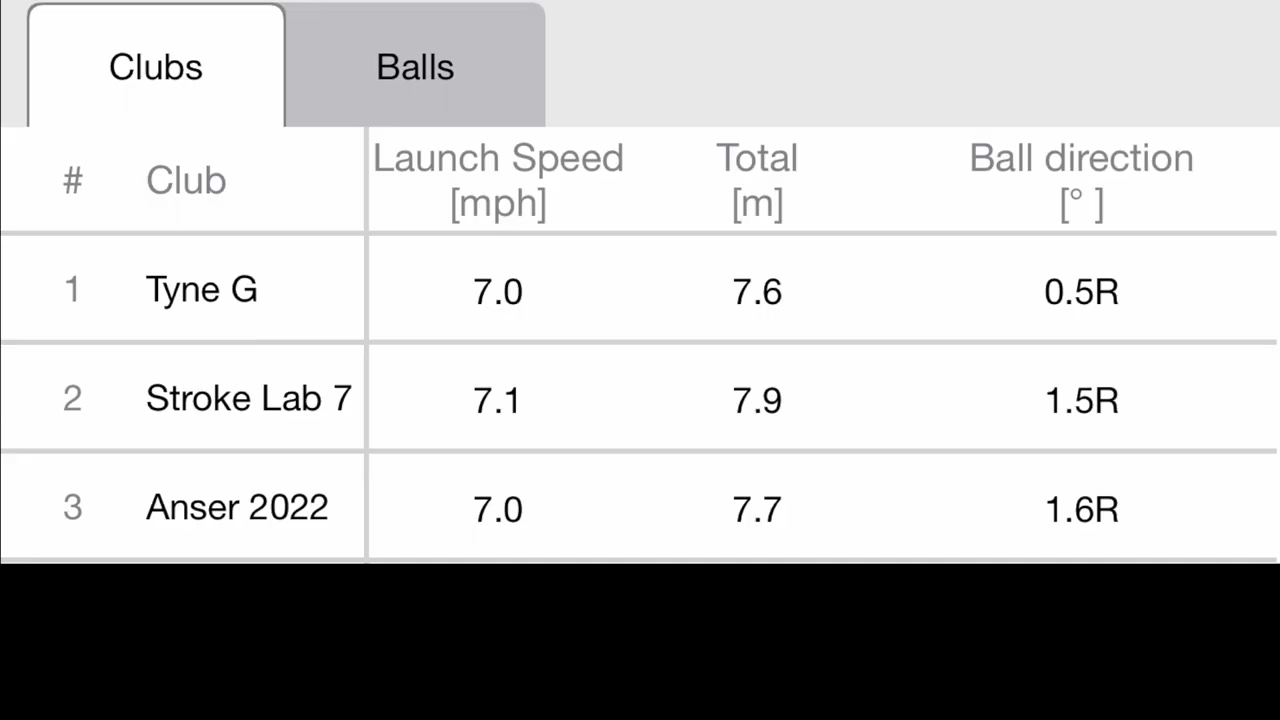 Clubs Balls
# Club Launch Speed [mph] Total [m] Ball direction [° ]
1 Tyne G 7.0 7.6 0.5R
2 Stroke Lab 7 7.1 7.9 1.5R
3 Anser 2022 7.0 7.7 1.6R